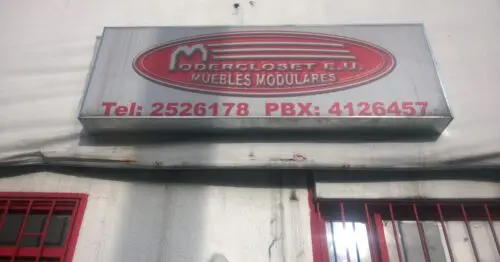 MODERCLOSET E.U.
MUEBLES MODULARES
Tel: 2526178 PBX: 4126457